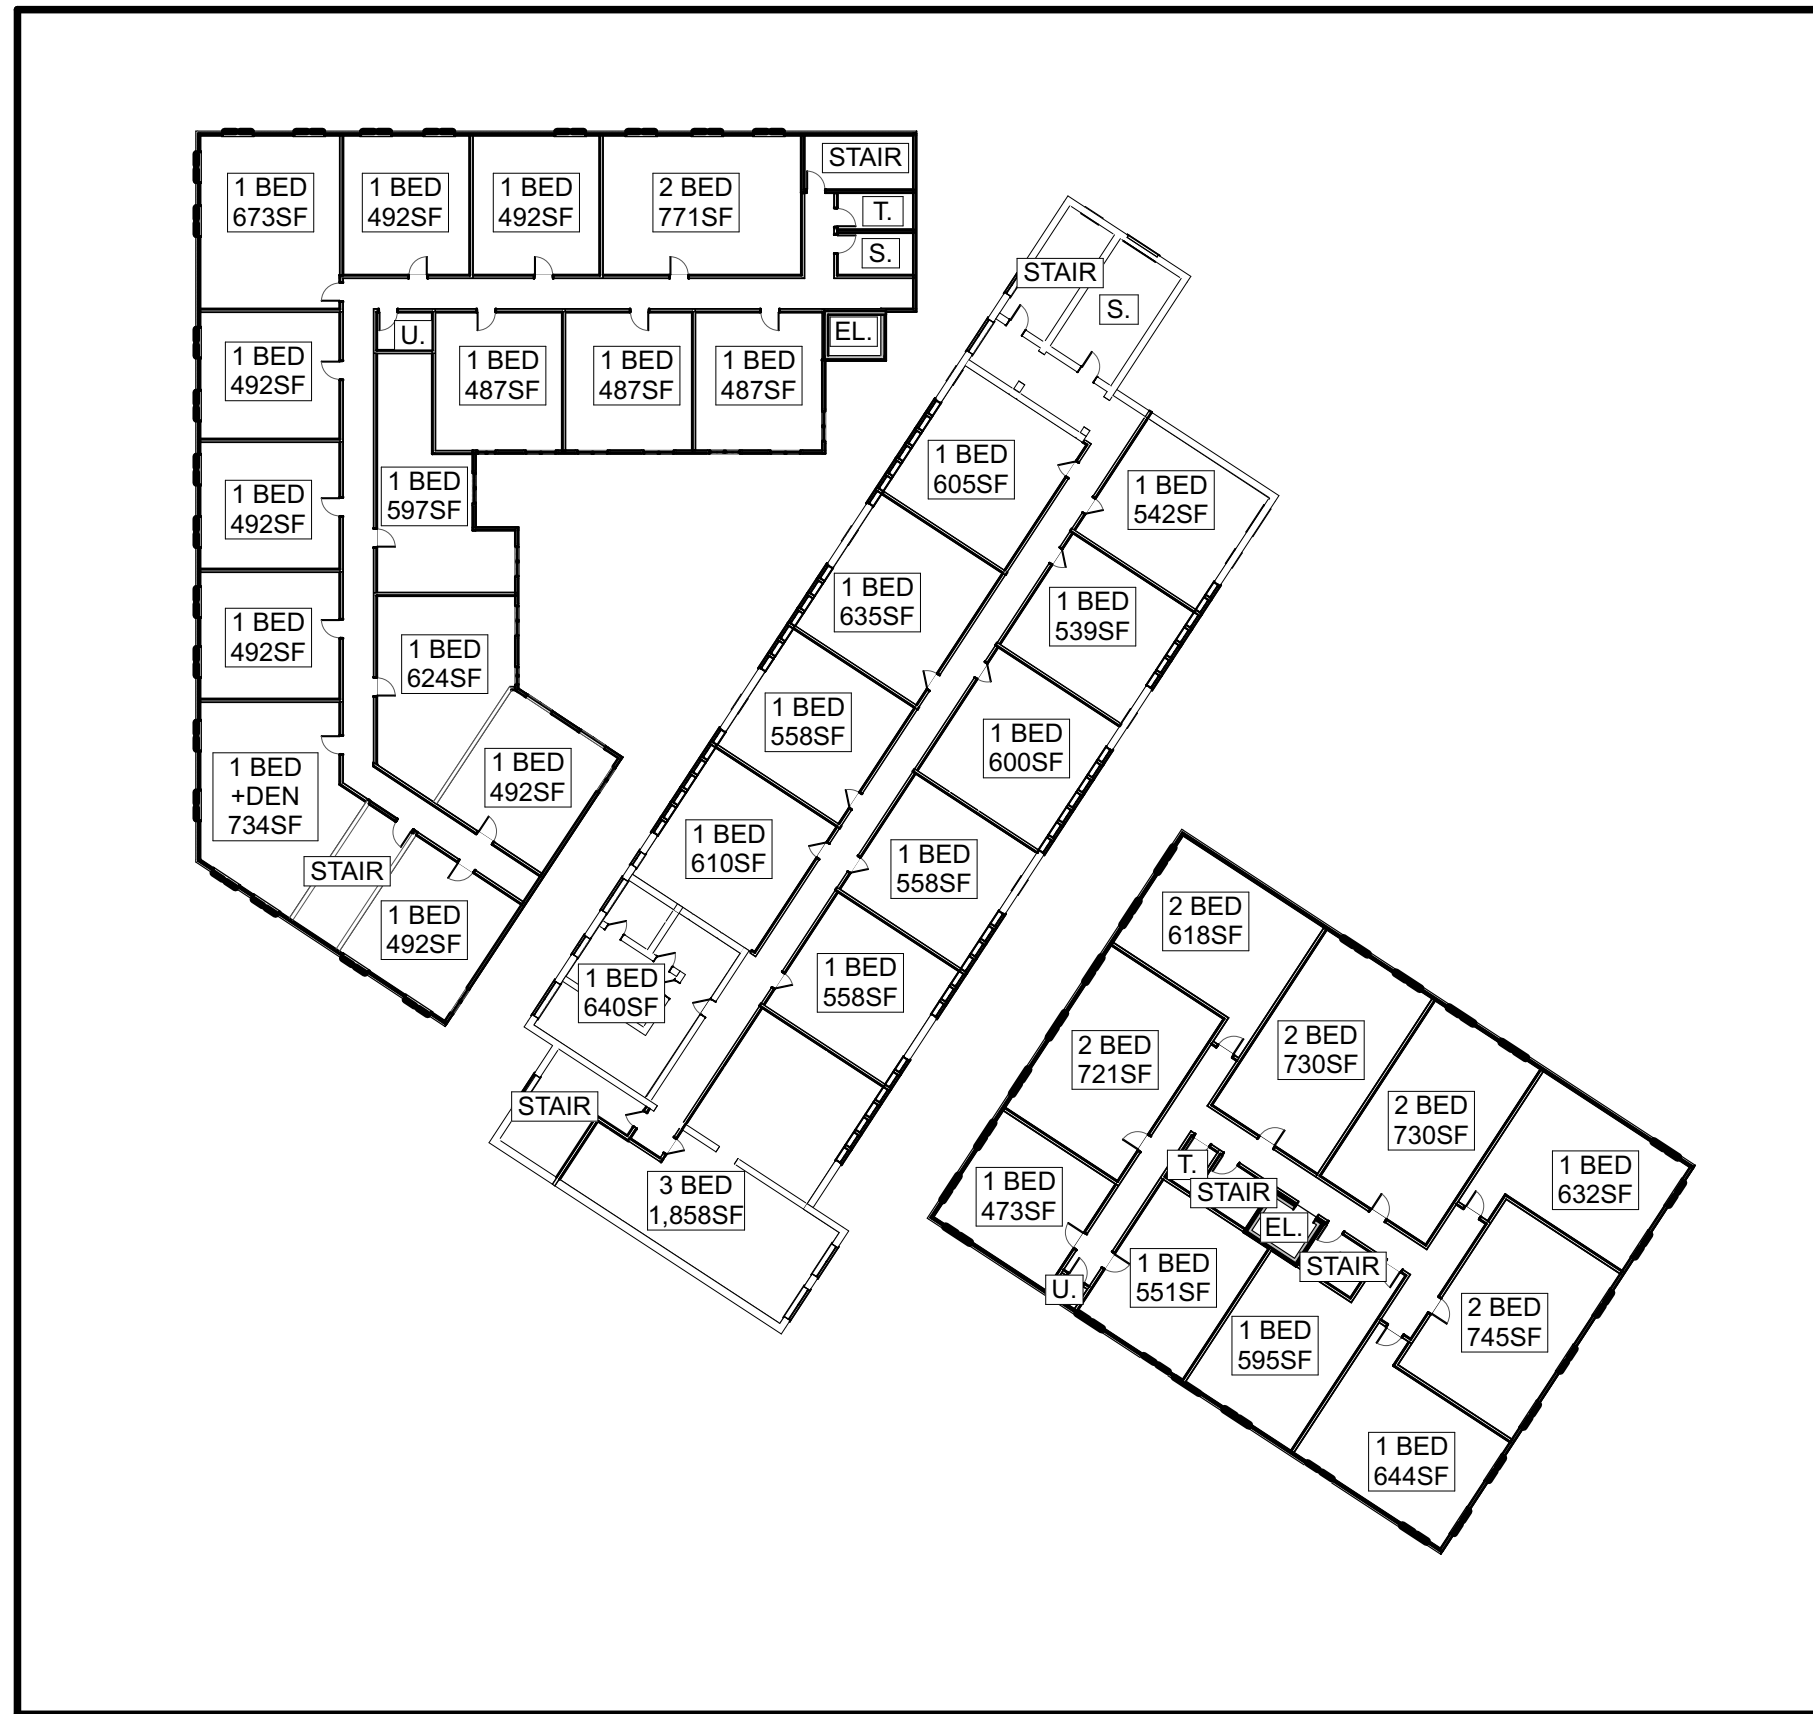 1 BED
673SF
1 BED
492SF
1 BED
492SF
2 BED
771SF
STAIR
T.
S.
1 BED
492SF
U.
1 BED
487SF
1 BED
487SF
1 BED
487SF
EL.
1 BED
492SF
1 BED
597SF
1 BED
492SF
1 BED
624SF
1 BED
+DEN
734SF
1 BED
492SF
STAIR
1 BED
492SF
STAIR
S.
1 BED
605SF
1 BED
542SF
1 BED
635SF
1 BED
539SF
1 BED
558SF
1 BED
600SF
1 BED
610SF
1 BED
558SF
1 BED
640SF
1 BED
558SF
STAIR
3 BED
1,858SF
2 BED
618SF
2 BED
721SF
2 BED
730SF
2 BED
730SF
1 BED
632SF
1 BED
473SF
T.
STAIR
EL.
STAIR
U.
1 BED
551SF
1 BED
595SF
2 BED
745SF
1 BED
644SF